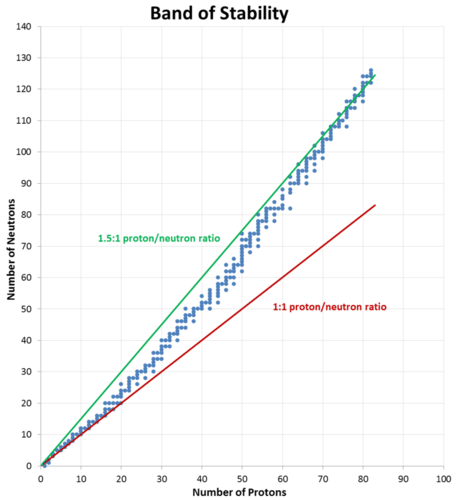 Band of Stability
140
130
120
110
100
90
80
70
60
50
40
30
20
10
0
Number of Neutrons
1.5:1 proton/neutron ratio
1:1 proton/neutron ratio
0 10 20 30 40 50 60 70 80 90 100
Number of Protons